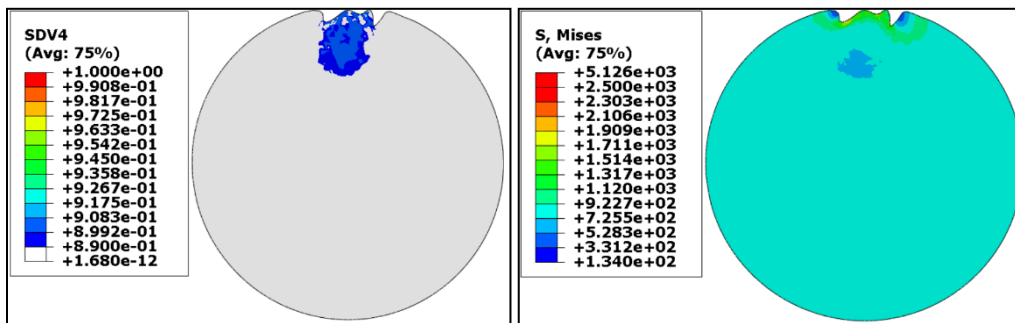 SDV4
(Avg: 75%)
+1.000e+00
+9.908e-01
+9.817e-01
+9.725e-01
+9.633e-01
+9.542e-01
+9.450e-01
+9.358e-01
+9.267e-01
+9.175e-01
+9.083e-01
+8.992e-01
+8.900e-01
+1.680e-12
S, Mises
(Avg: 75%)
+5.126e+03
+2.500e+03
+2.303e+03
+2.106e+03
+1.909e+03
+1.711e+03
+1.514e+03
+1.317e+03
+1.120e+03
+9.227e+02
+7.255e+02
+5.283e+02
+3.312e+02
+1.340e+02